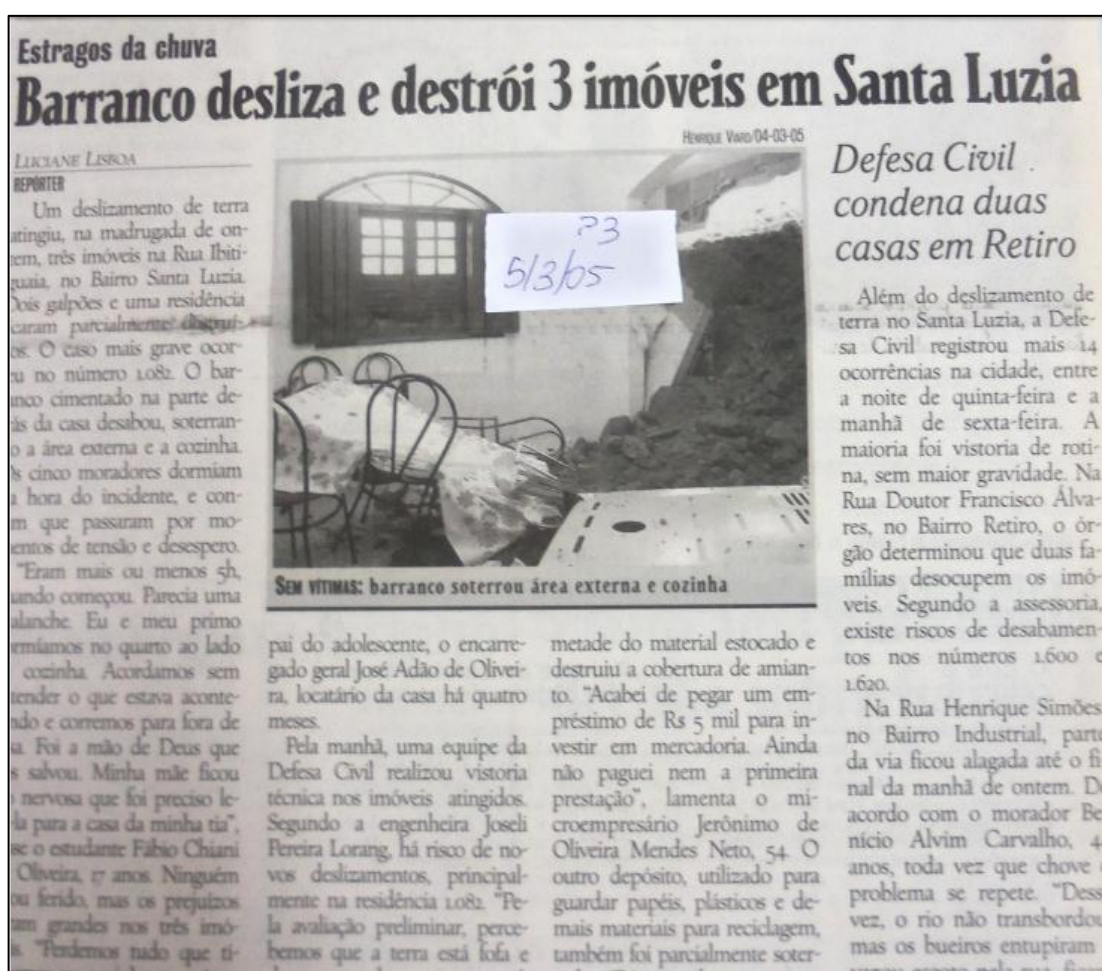 Estragos da chuva
Barranco desliza e destrói 3 imóveis em Santa Luzia
LUCIANE LISBOA
REPÓRTER
Um deslizamento de terra
atingiu, na madrugada de on-
tem, três imóveis na Rua Ibiti-
guaia, no Bairro Santa Luzia.
Dois galpões e uma residência
caram parcialmente destruí-
os. O caso mais grave ocor-
eu no número 1.082. O bar-
anco cimentado na parte de-
ás da casa desabou, soterran-
o a área externa e a cozinha.
s cinco moradores dormiam
a hora do incidente, e con-
m que passaram por mo-
entos de tensão e desespero.
"Eram mais ou menos 5h,
uando começou. Parecia uma
alanche. Eu e meu primo
rmíamos no quarto ao lado
cozinha. Acordamos sem
tender o que estava aconte-
ndo e corremos para fora de
sa. Foi a mão de Deus que
s salvou. Minha mãe ficou
nervosa que foi preciso le-
la para a casa da minha tia",
se o estudante Fábio Chiani
Oliveira, 17 anos. Ninguém
ou ferido, mas os prejuízos
am grandes nos três imó-
s. "Perdemos tudo que tí-
HENRIQUE VIARD/04-03-05
P3
5/3/05
SEM VÍTIMAS: barranco soterrou área externa e cozinha
pai do adolescente, o encarre-
gado geral José Adão de Olivei-
ra, locatário da casa há quatro
meses.
Pela manhã, uma equipe da
Defesa Civil realizou vistoria
técnica nos imóveis atingidos.
Segundo a engenheira Joseli
Pereira Lorang, há risco de no-
vos deslizamentos, principal-
mente na residência 1.082. "Pe-
la avaliação preliminar, perce-
bemos que a terra está fofa e
metade do material estocado e
destruiu a cobertura de amian-
to. "Acabei de pegar um em-
préstimo de R$ 5 mil para in-
vestir em mercadoria. Ainda
não paguei nem a primeira
prestação", lamenta o mi-
croempresário Jerônimo de
Oliveira Mendes Neto, 54. O
outro depósito, utilizado para
guardar papéis, plásticos e de-
mais materiais para reciclagem,
também foi parcialmente soter-
Defesa Civil
condena duas
casas em Retiro
Além do deslizamento de
terra no Santa Luzia, a Defe-
sa Civil registrou mais 14
ocorrências na cidade, entre
a noite de quinta-feira e a
manhã de sexta-feira. A
maioria foi vistoria de roti-
na, sem maior gravidade. Na
Rua Doutor Francisco Álva-
res, no Bairro Retiro, o ór-
gão determinou que duas fa-
mílias desocupem os imó-
veis. Segundo a assessoria,
existe riscos de desabamen-
tos nos números 1.600 e
1.620.
Na Rua Henrique Simões
no Bairro Industrial, parte
da via ficou alagada até o fi-
nal da manhã de ontem. De
acordo com o morador Be
nício Alvim Carvalho, 4
anos, toda vez que chove
problema se repete. "Dess
vez, o rio não transbordou
mas os bueiros entupiram